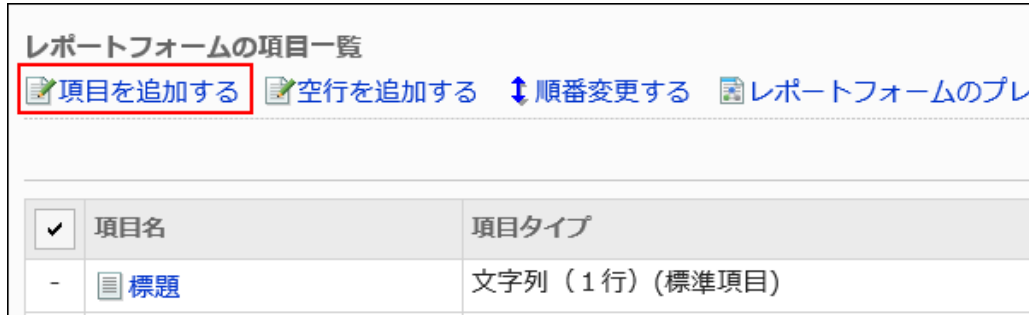 レポートフォームの項目一覧
項目を追加する 空行を追加する 順番変更する レポートフォームのプレ
項目名 項目タイプ
- 標題 文字列（１行）(標準項目)